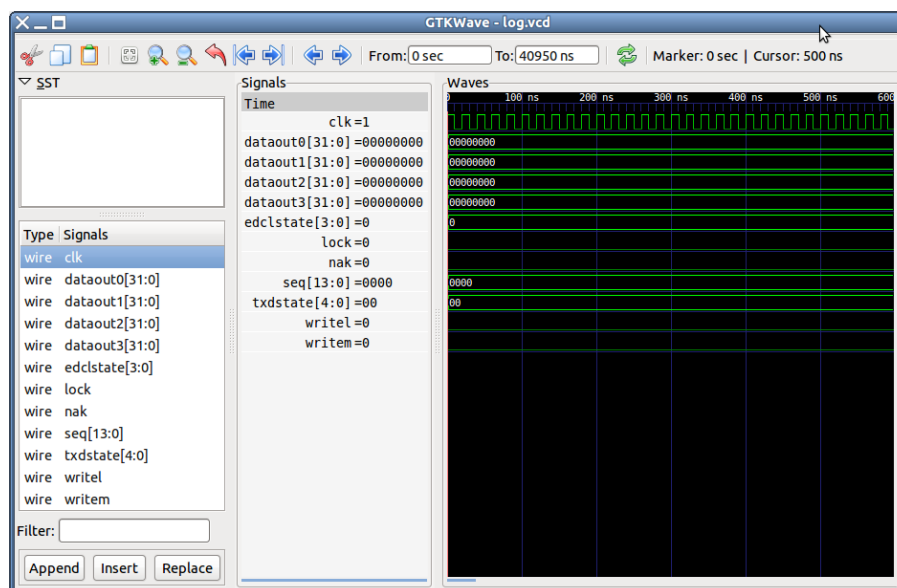 GTKWave - log.vcd
From: 0 sec To: 40950 ns Marker: 0 sec | Cursor: 500 ns
SST
Type Signals
wire clk
wire dataout0[31:0]
wire dataout1[31:0]
wire dataout2[31:0]
wire dataout3[31:0]
wire edclstate[3:0]
wire lock
wire nak
wire seq[13:0]
wire txdstate[4:0]
wire writel
wire writem
Filter:
Append Insert Replace
Signals
Time
clk =1
dataout0[31:0] =00000000
dataout1[31:0] =00000000
dataout2[31:0] =00000000
dataout3[31:0] =00000000
edclstate[3:0] =0
lock =0
nak =0
seq[13:0] =0000
txdstate[4:0] =00
writel =0
writem =0
Waves
0 100 ns 200 ns 300 ns 400 ns 500 ns 600
00000000
00000000
00000000
00000000
0
0000
00